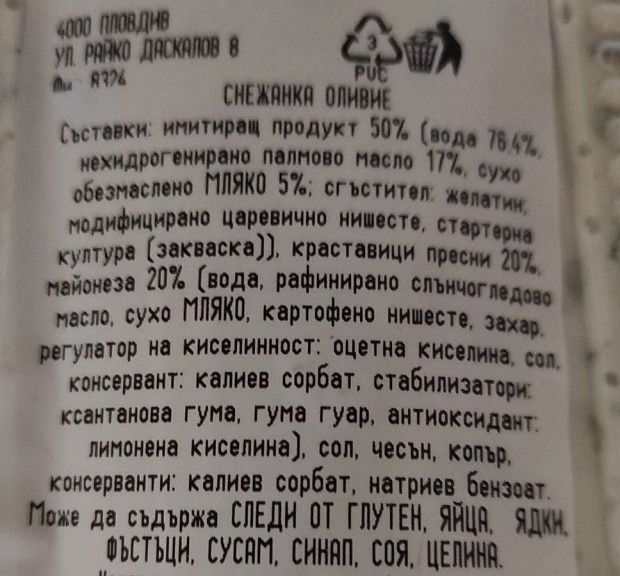 4000 ПЛОВДИВ
УЛ. РАЙКО ДАСКАЛОВ 8
3
PVC
СНЕЖАНКА ОЛИВИЕ
Съставки: имитиращ продукт 50% (вода 76.4%,
нехидрогенирано палмово масло 17%, сухо
обезмаслено МЛЯКО 5%; сгъстител: желатин;
модифицирано царевично нишесте, стартерна
култура (закваска)), краставици пресни 20%,
майонеза 20% (вода, рафинирано слънчогледово
масло, сухо МЛЯКО, картофено нишесте, захар,
регулатор на киселинност: оцетна киселина, сол,
консервант: калиев сорбат, стабилизатори:
ксантанова гума, гума гуар, антиоксидант:
лимонена киселина), сол, чесън, копър,
консерванти: калиев сорбат, натриев бензоат.
Може да съдържа СЛЕДИ ОТ ГЛУТЕН, ЯЙЦА, ЯДКИ,
ФЪСТЪЦИ, СУСАМ, СИНАП, СОЯ, ЦЕЛИНА.